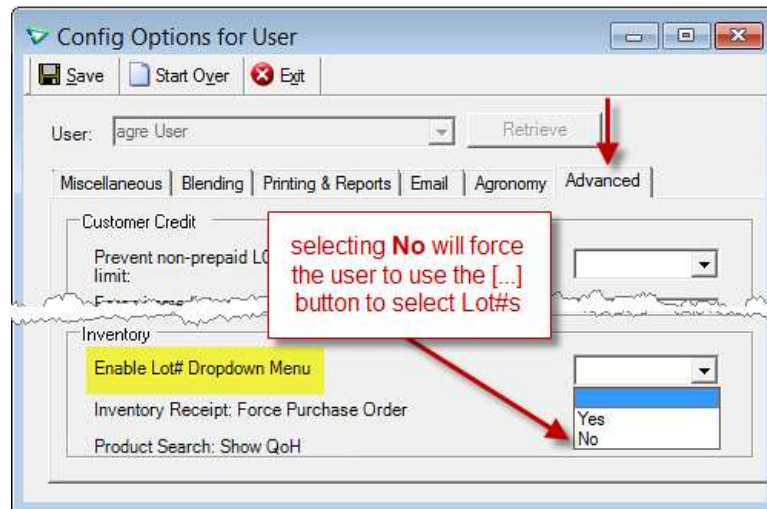 Config Options for User
Save Start Over Exit
User: agre User Retrieve
Miscellaneous Blending Printing & Reports Email Agronomy Advanced
Customer Credit
Prevent non-prepaid
limit:
selecting No will force
the user to use the [...]
button to select Lot#s
Inventory
Enable Lot# Dropdown Menu
Yes
Inventory Receipt: Force Purchase Order
No
Product Search: Show QoH